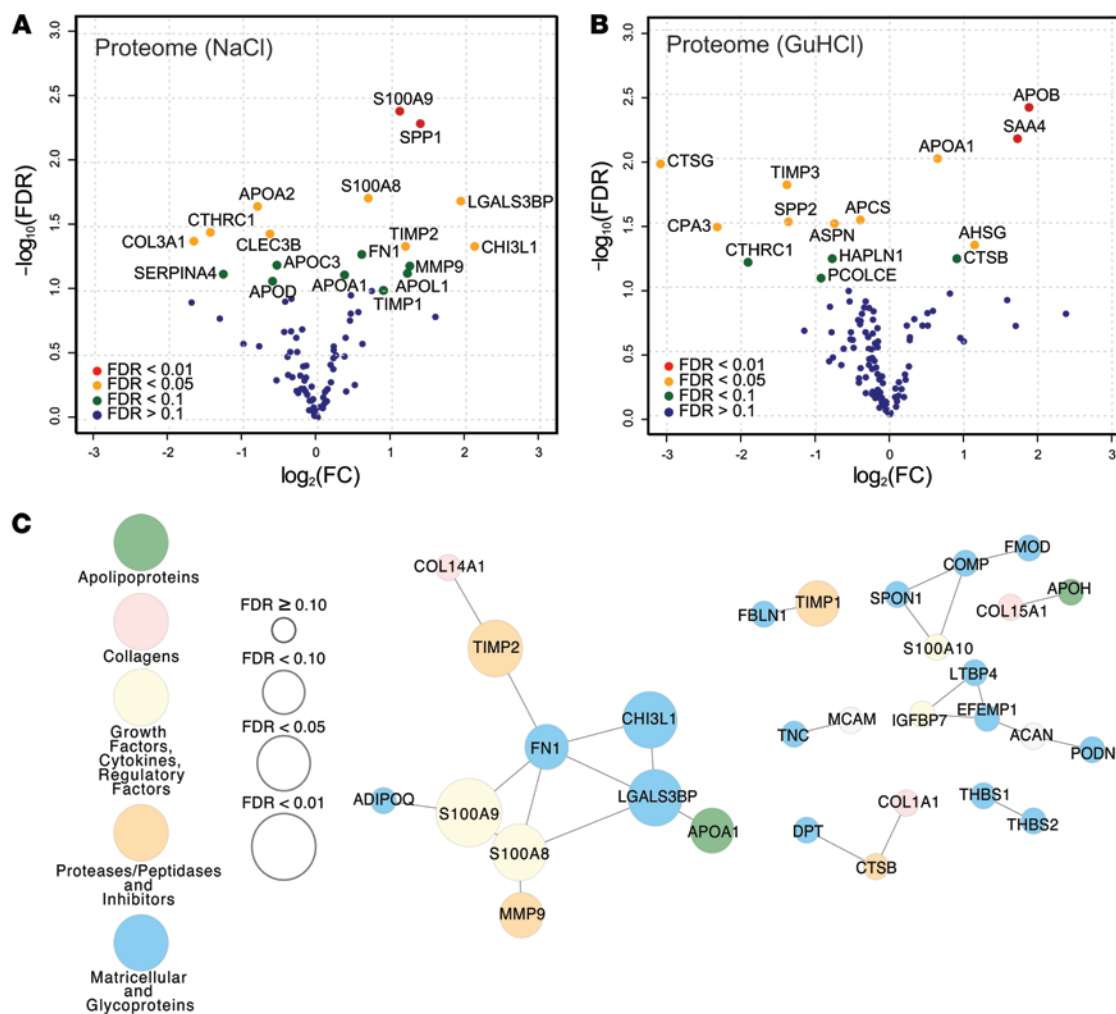 A
Proteome (NaCl)
3.0
2.5
2.0
1.5
1.0
0.5
0.0
−log10(FDR)
S100A9
SPP1
S100A8
LGALS3BP
APOA2
CTHRC1
COL3A1
CLEC3B
TIMP2
CHI3L1
FN1
SERPINA4
APOC3
MMP9
APOD
APOA1
APOL1
TIMP1
FDR < 0.01
FDR < 0.05
FDR < 0.1
FDR > 0.1
-3 -2 -1 0 1 2 3
log2(FC)
B
Proteome (GuHCl)
3.0
2.5
2.0
1.5
1.0
0.5
0.0
−log10(FDR)
APOB
SAA4
APOA1
CTSG
TIMP3
SPP2
APCS
CPA3
ASPN
AHSG
CTHRC1
HAPLN1
CTSB
PCOLCE
FDR < 0.01
FDR < 0.05
FDR < 0.1
FDR > 0.1
-3 -2 -1 0 1 2 3
log2(FC)
C
Apolipoproteins
Collagens
Growth
Factors,
Cytokines,
Regulatory
Factors
Proteases/Peptidases
and
Inhibitors
Matricellular
and
Glycoproteins
FDR ≥ 0.10
FDR < 0.10
FDR < 0.05
FDR < 0.01
COL14A1
TIMP2
CHI3L1
FN1
LGALS3BP
ADIPOQ
S100A9
S100A8
APOA1
MMP9
FMOD
COMP
TIMP1
SPON1
APOH
FBLN1
COL15A1
S100A10
LTBP4
MCAM
IGFBP7
EFEMP1
TNC
ACAN
PODN
COL1A1
THBS1
DPT
THBS2
CTSB